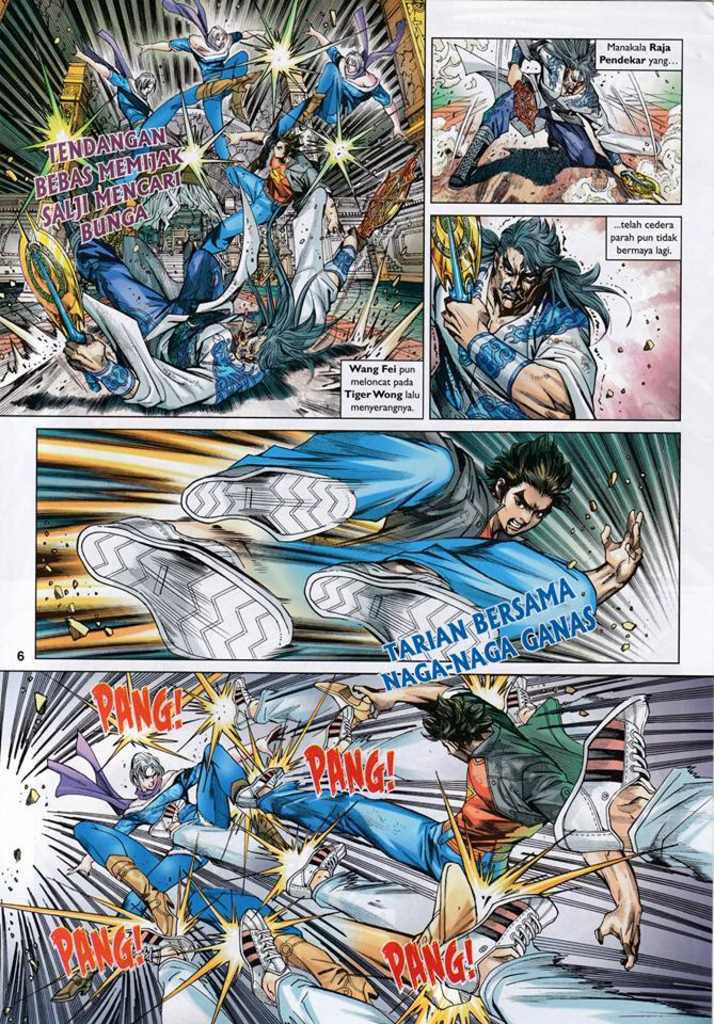 TENDANGAN
BEBAS MEMIJAK
SALJI MENCARI
BUNGA
Wang Fei pun
meloncat pada
Tiger Wong lalu
menyerangnya.
Manakala Raja
Pendekar yang...
...telah cedera
parah pun tidak
bermaya lagi.
TARIAN BERSAMA
NAGA-NAGA GANAS
6
PANG!
PANG!
PANG!
PANG!